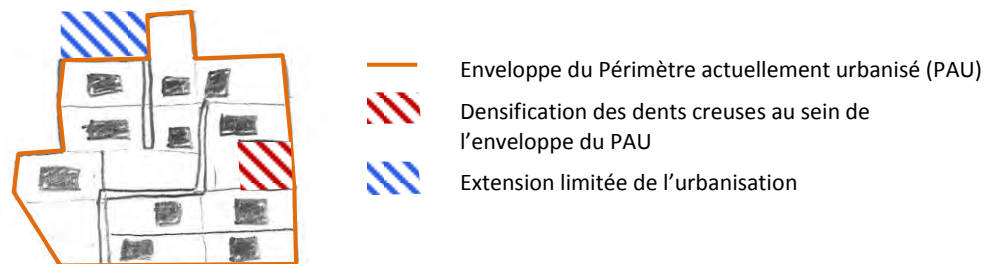 Enveloppe du Périmètre actuellement urbanisé (PAU)
Densification des dents creuses au sein de
l’enveloppe du PAU
Extension limitée de l’urbanisation